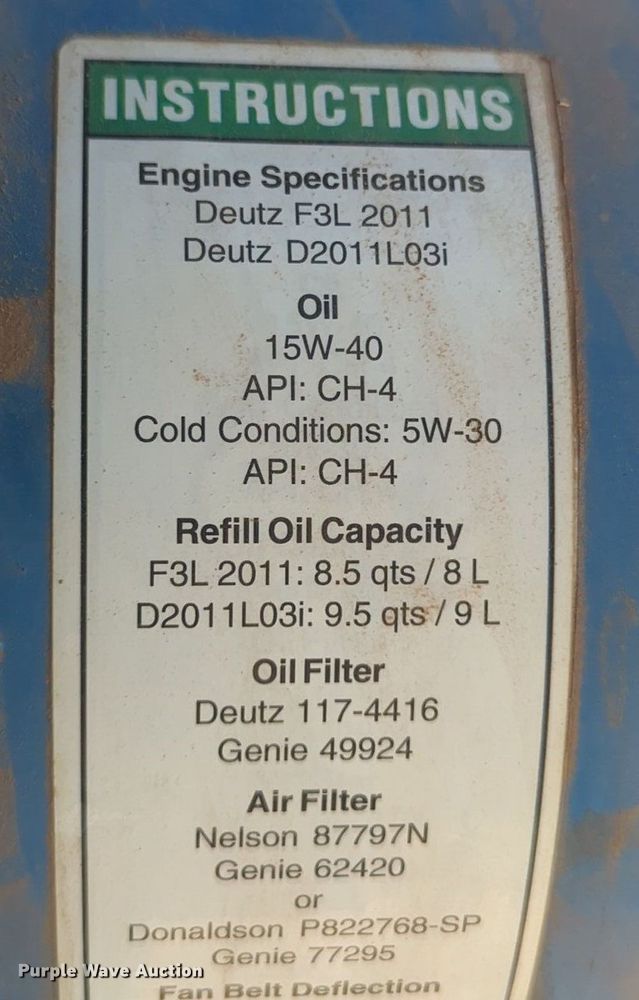 INSTRUCTIONS
Engine Specifications
Deutz F3L 2011
Deutz D2011L03i
Oil
15W-40
API: CH-4
Cold Conditions: 5W-30
API: CH-4
Refill Oil Capacity
F3L 2011: 8.5 qts / 8 L
D2011L03i: 9.5 qts / 9 L
Oil Filter
Deutz 117-4416
Genie 49924
Air Filter
Nelson 87797N
Genie 62420
or
Donaldson P822768-SP
Genie 77295
Fan Belt Deflection
Purple Wave Auction